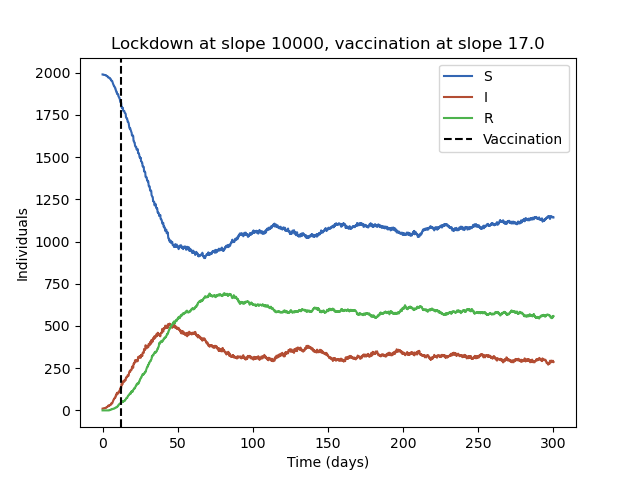 Lockdown at slope 10000, vaccination at slope 17.0
S
I
R
Vaccination
2000
1750
1500
1250
1000
750
500
250
0
Individuals
0 50 100 150 200 250 300
Time (days)